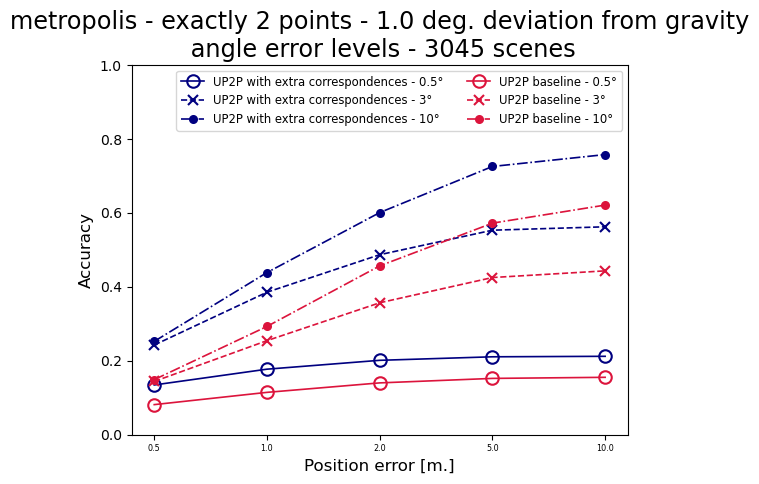 metropolis - exactly 2 points - 1.0 deg. deviation from gravity
angle error levels - 3045 scenes
UP2P with extra correspondences - 0.5°
UP2P with extra correspondences - 3°
UP2P with extra correspondences - 10°
UP2P baseline - 0.5°
UP2P baseline - 3°
UP2P baseline - 10°
Accuracy
1.0
0.8
0.6
0.4
0.2
0.0
0.5 1.0 2.0 5.0 10.0
Position error [m.]